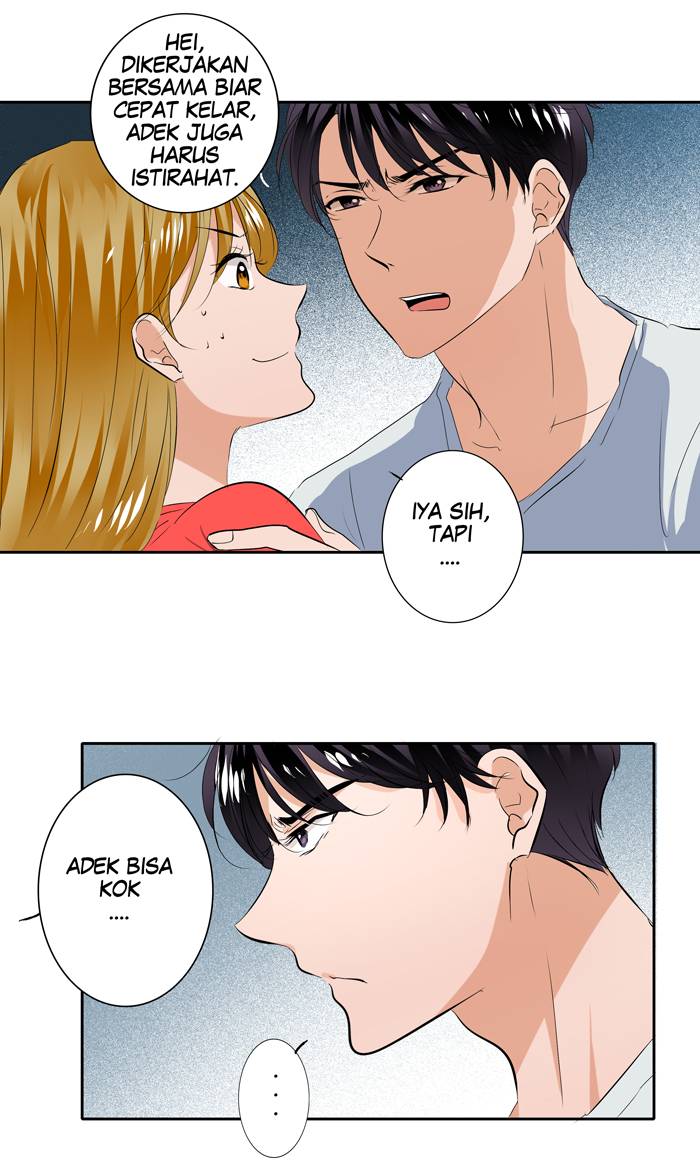 HEI,
DIKERJAKAN
BERSAMA BIAR
CEPAT KELAR,
ADEK JUGA
HARUS
ISTIRAHAT.
IYA SIH,
TAPI
....
ADEK BISA
KOK
....
...